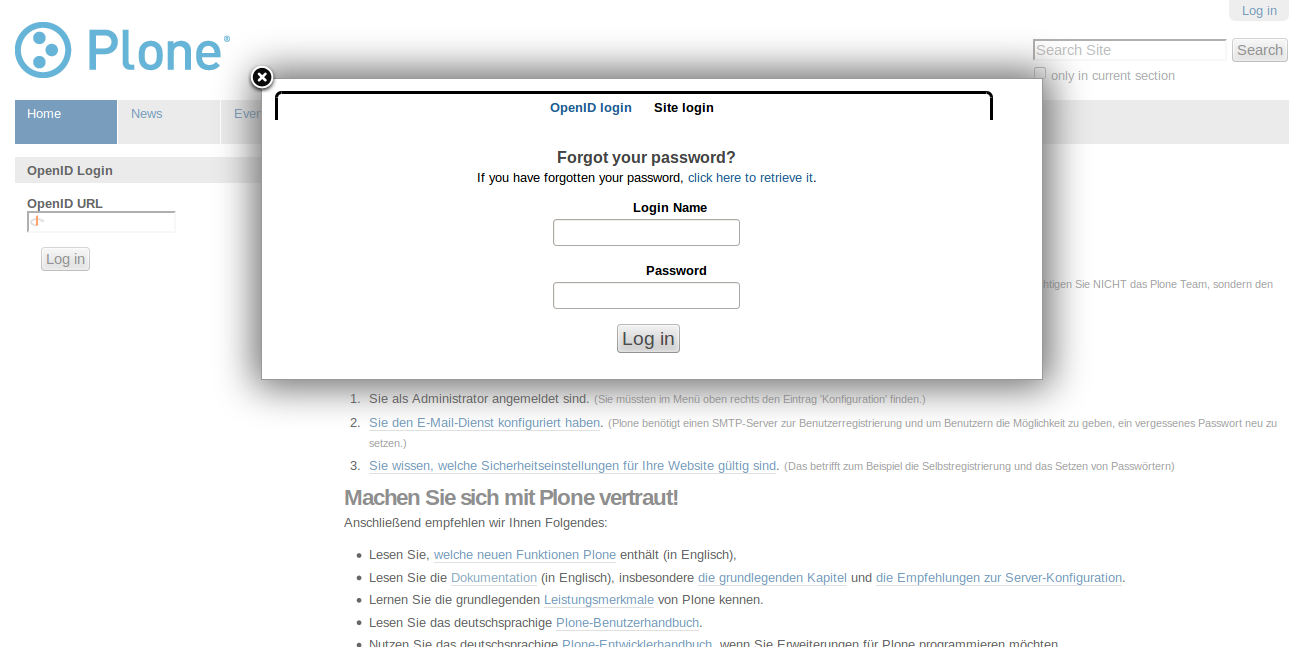 Log in
Plone®
Search Site
Search
only in current section
Home
News
OpenID login
Site login
OpenID Login
Forgot your password?
If you have forgotten your password, click here to retrieve it.
OpenID URL
Login Name
Log in
Password
NICHT das Plone Team, sondern den
Log in
1. Sie als Administrator angemeldet sind. (Sie müssten im Menü oben rechts den Eintrag 'Konfiguration' finden.)
2. Sie den E-Mail-Dienst konfiguriert haben. (Plone benötigt einen SMTP-Server zur Benutzerregistrierung und um Benutzern die Möglichkeit zu geben, ein vergessenes Passwort neu zu
setzen.)
3. Sie wissen, welche Sicherheitseinstellungen für Ihre Website gültig sind. (Das betrifft zum Beispiel die Selbstregistrierung und das Setzen von Passwörtern)
Machen Sie sich mit Plone vertraut!
Anschließend empfehlen wir Ihnen Folgendes:
• Lesen Sie, welche neuen Funktionen Plone enthält (in Englisch),
• Lesen Sie die Dokumentation (in Englisch), insbesondere die grundlegenden Kapitel und die Empfehlungen zur Server-Konfiguration.
• Lernen Sie die grundlegenden Leistungsmerkmale von Plone kennen.
• Lesen Sie das deutschsprachige Plone-Benutzerhandbuch.
• Nutzen Sie das deutschsprachige Plone-Entwicklerhandbuch, wenn Sie Erweiterungen für Plone programmieren möchten.